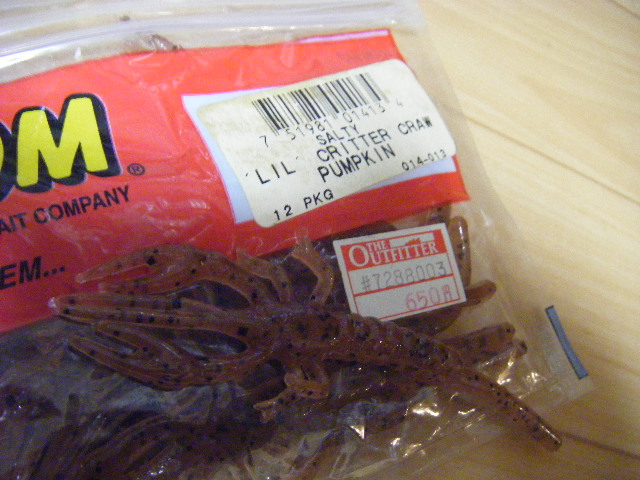 OM®
AIT COMPANY
EM...
7 51981 01413 4
SALTY
'LIL' CRITTER CRAW
PUMPKIN
12 PKG
014-013
THE
OUTFITTER
#7288003
650円